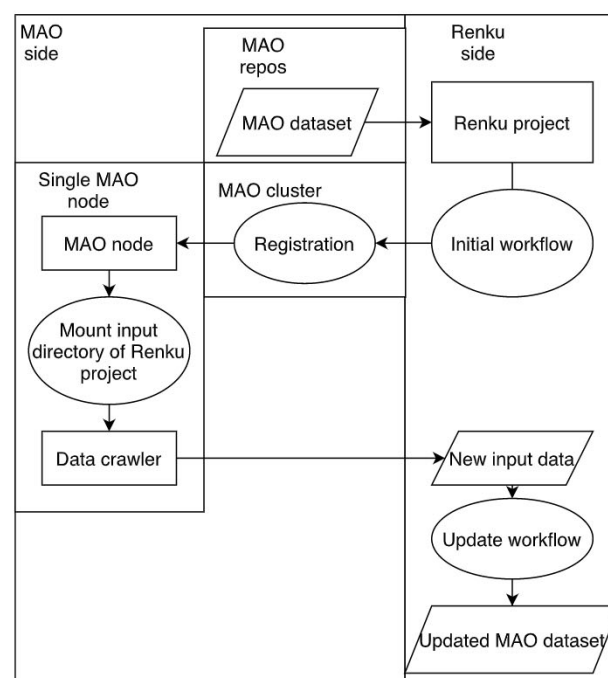 MAO
side
MAO
repos
Renku
side
MAO dataset
Renku project
Single MAO
node
MAO cluster
MAO node
Registration
Initial workflow
Mount input
directory of Renku
project
Data crawler
New input data
Update workflow
Updated MAO dataset